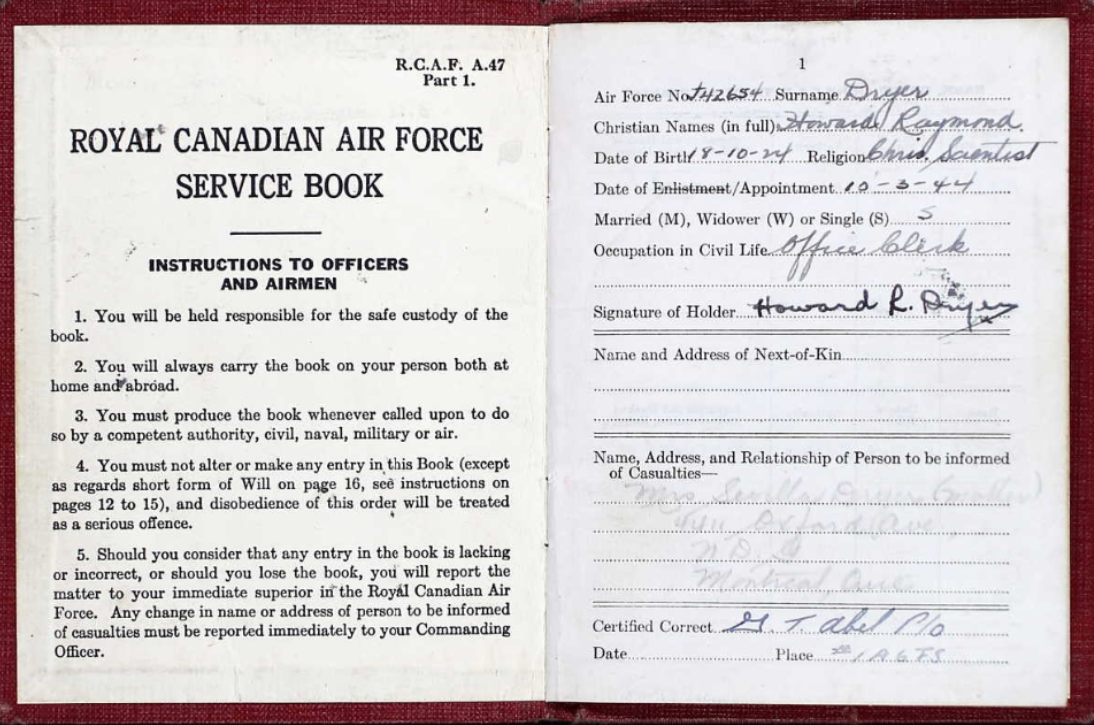 R.C.A.F. A.47
Part 1.
ROYAL CANADIAN AIR FORCE
SERVICE BOOK
INSTRUCTIONS TO OFFICERS
AND AIRMEN
1. You will be held responsible for the safe custody of the
book.
2. You will always carry the book on your person both at
home and abroad.
3. You must produce the book whenever called upon to do
so by a competent authority, civil, naval, military or air.
4. You must not alter or make any entry in this Book (except
as regards short form of Will on page 16, see instructions on
pages 12 to 15), and disobedience of this order will be treated
as a serious offence.
5. Should you consider that any entry in the book is lacking
or incorrect, or should you lose the book, you will report the
matter to your immediate superior in the Royal Canadian Air
Force. Any change in name or address of person to be informed
of casualties must be reported immediately to your Commanding
Officer.
1
Air Force No. J42654 Surname Dryer
Christian Names (in full) Howard Raymond
Date of Birth 18-10-24 Religion Chris. Scientist
Date of Enlistment/Appointment 10-3-44
Married (M), Widower (W) or Single (S) S
Occupation in Civil Life Office Clerk
Signature of Holder Howard R. Dryer
Name and Address of Next-of-Kin
Name, Address, and Relationship of Person to be informed
of Casualties—
Mrs Dryer (mother)
Oxford Ave,
N.D.G
Montreal, Que
Certified Correct T. Abel P/O
Date Place 1 A.G.T.S